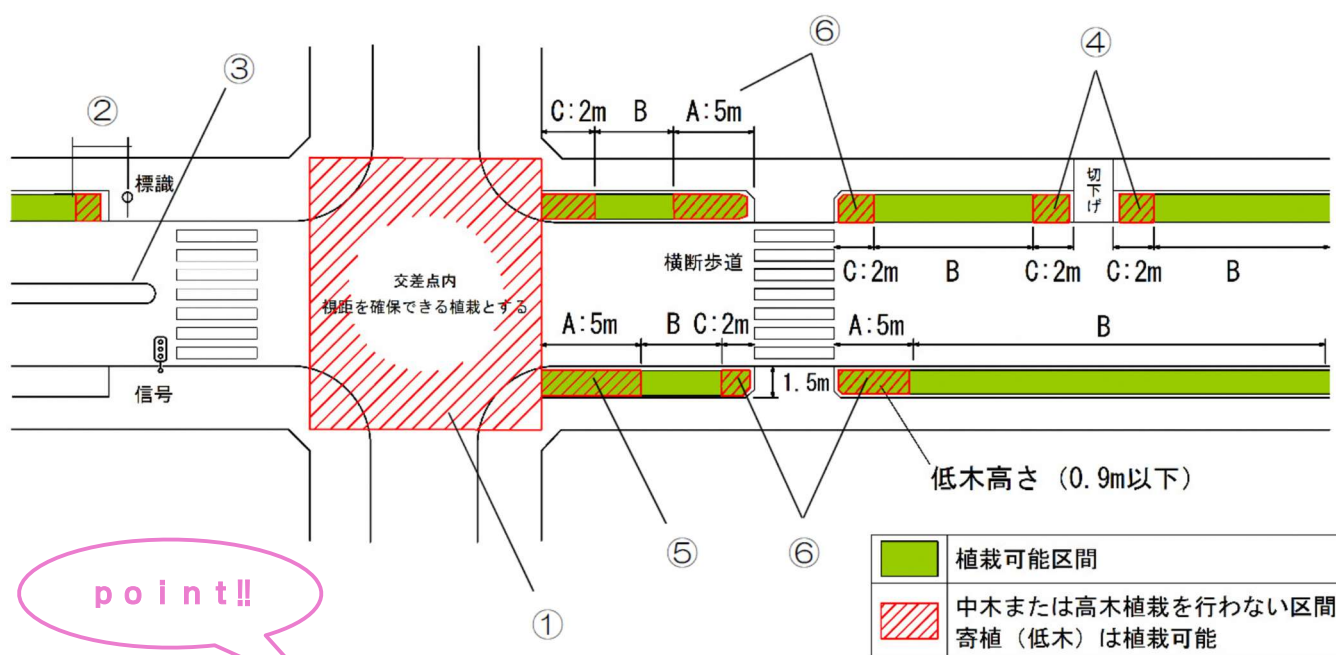 ⑥
④
③
②
C:2m B A:5m
標識
切下げ
横断歩道
C:2m B C:2m C:2m B
交差点内
視距を確保できる植栽とする
A:5m B C:2m A:5m B
信号
1.5m
低木高さ（0.9m以下）
⑤ ⑥
①
point!!
植栽可能区間
中木または高木植栽を行わない区間
寄植（低木）は植栽可能